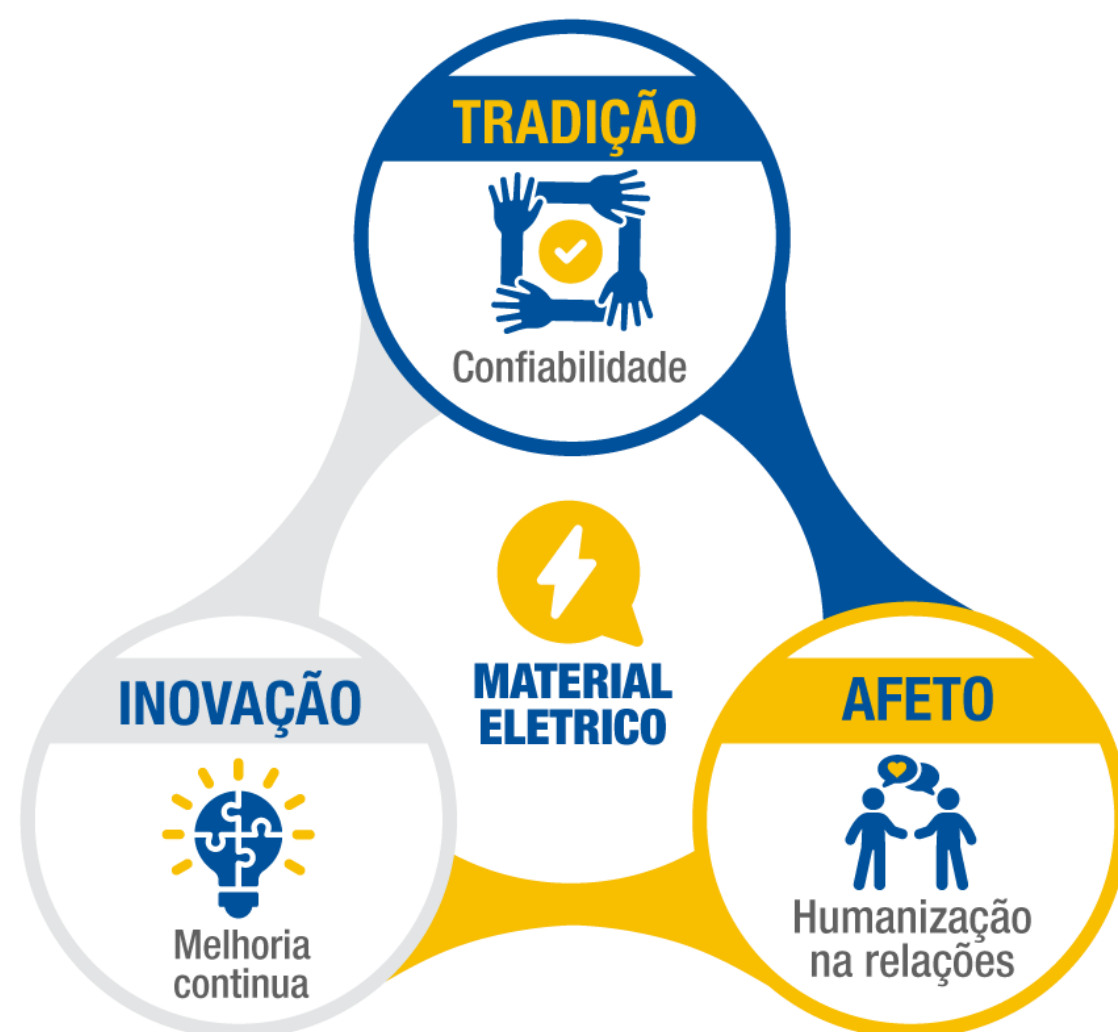 TRADIÇÃO
Confiabilidade
MATERIAL
ELETRICO
INOVAÇÃO
Melhoria
continua
AFETO
Humanização
na relações